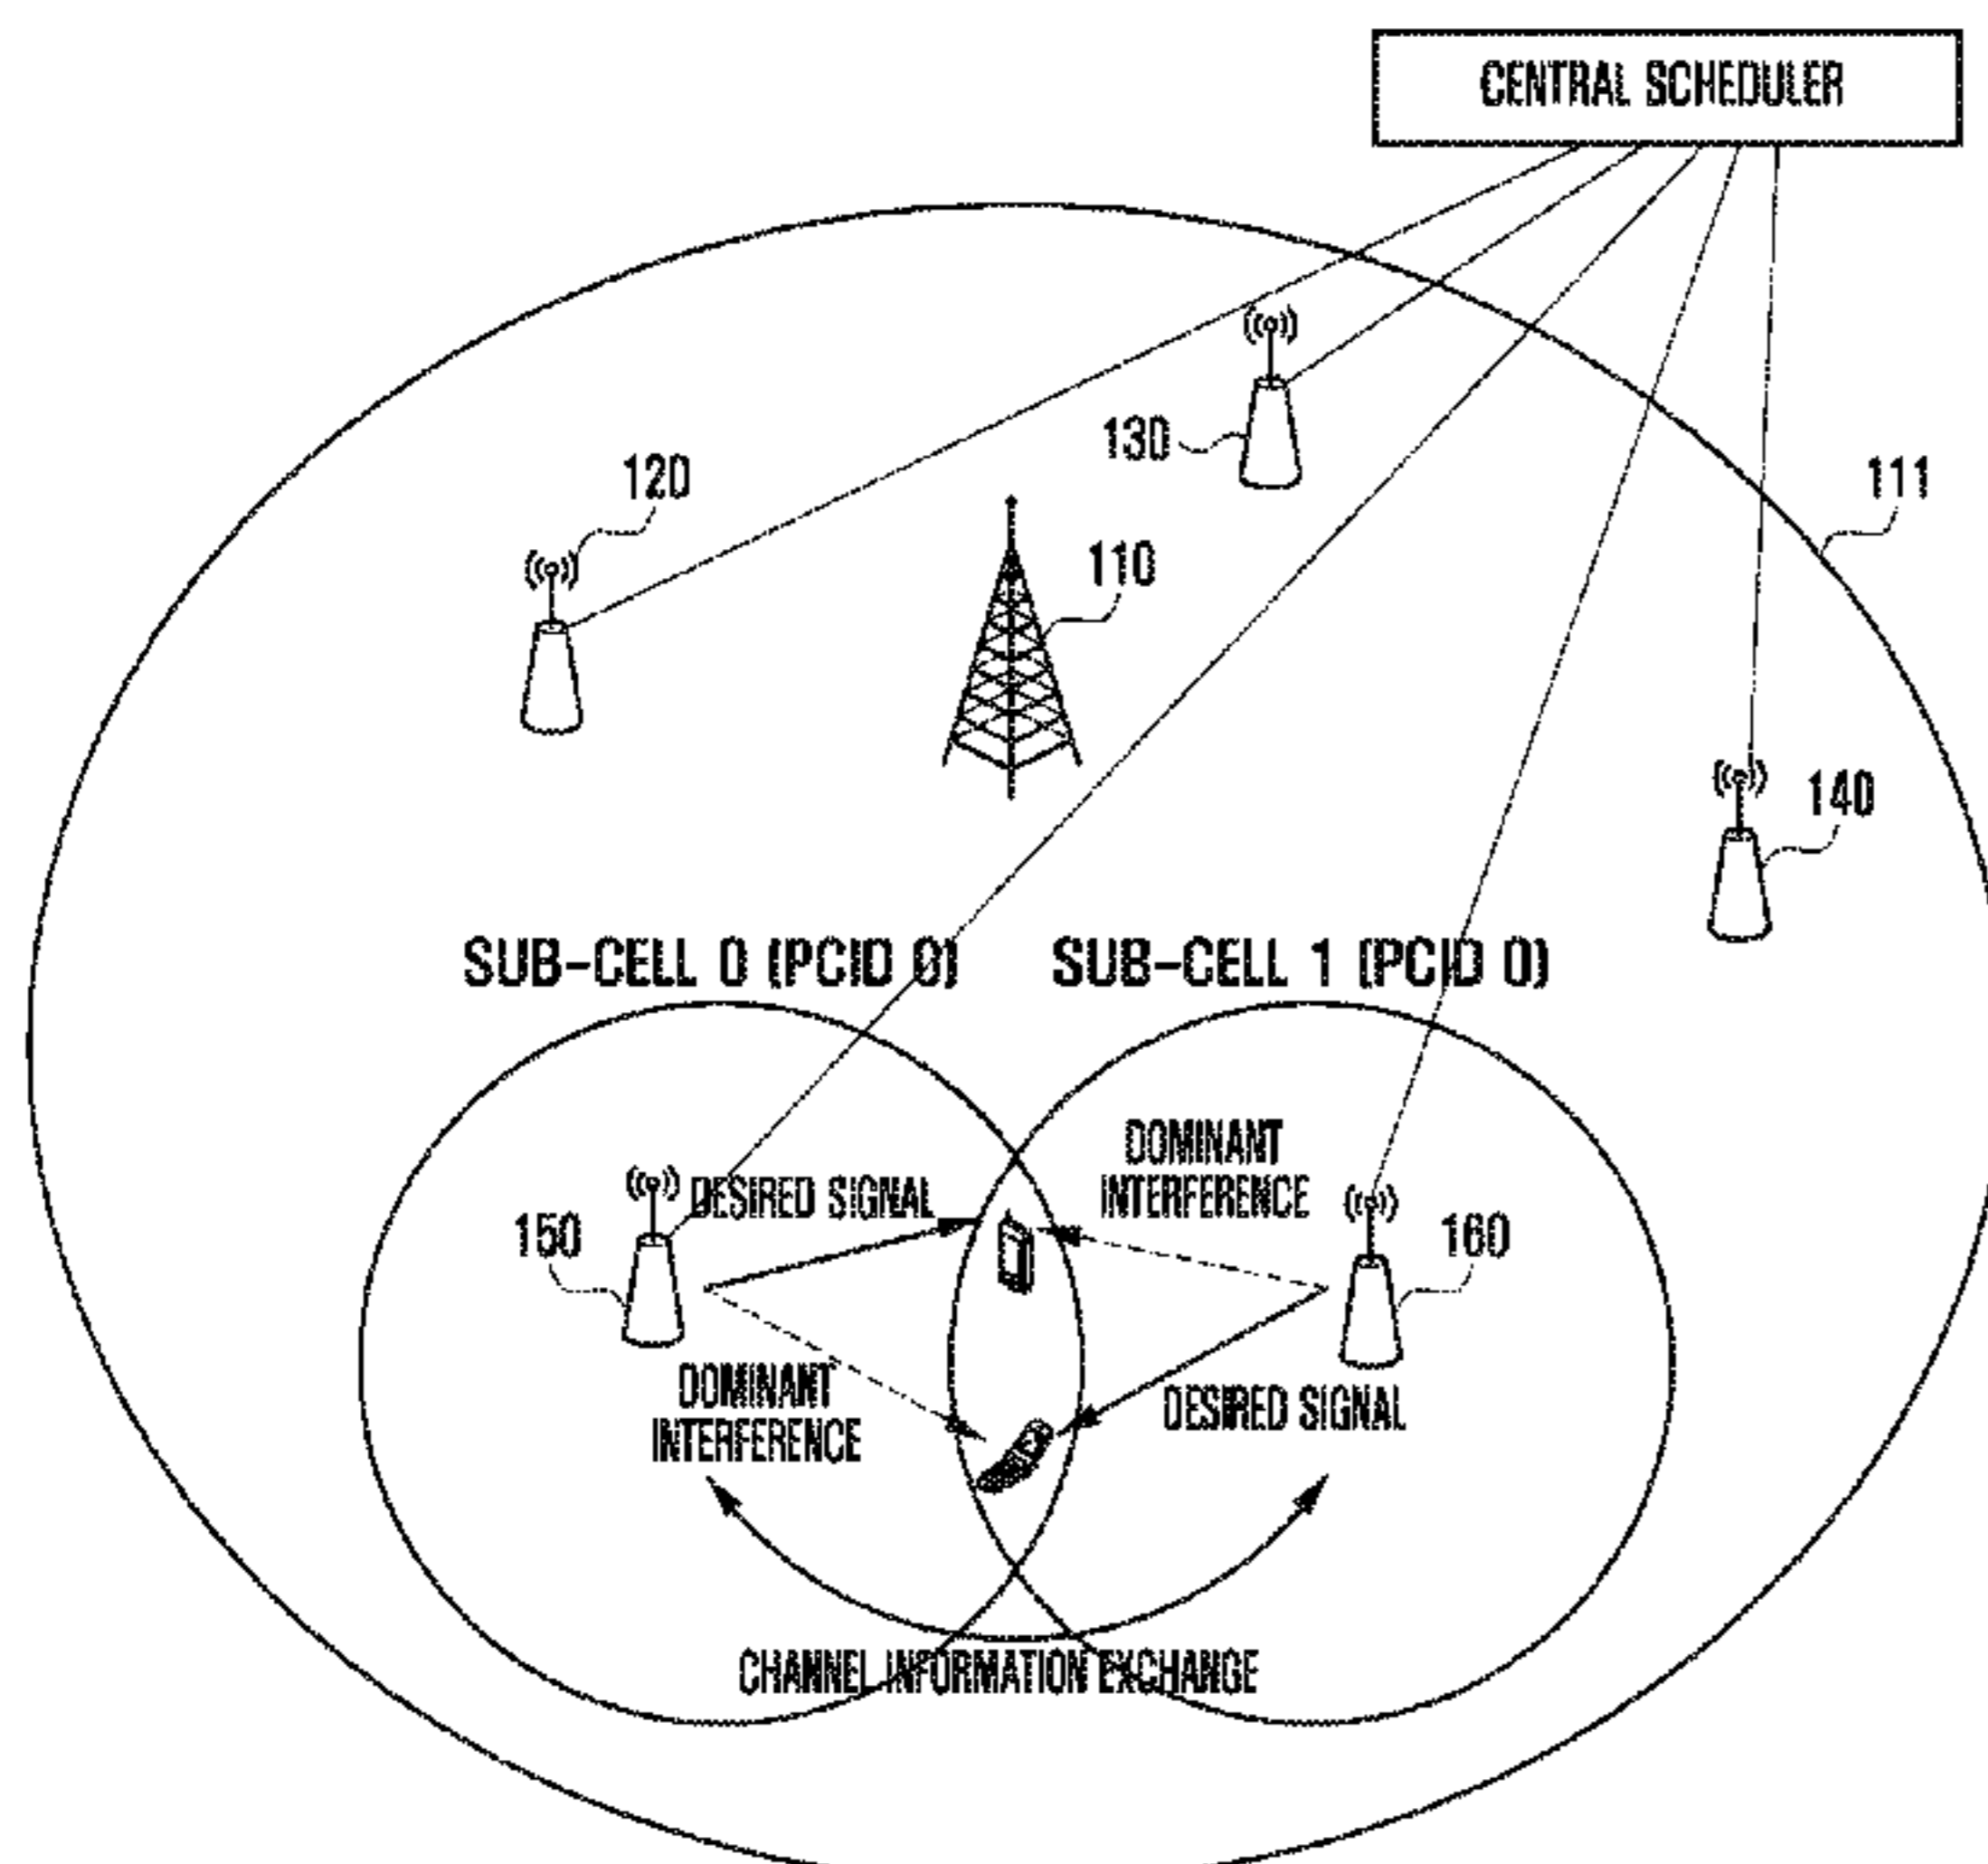 CENTRAL SCHEDULER
130
120
111
110
140
SUB-CELL 0 (PCID 0)
SUB-CELL 1 (PCID 0)
DOMINANT
INTERFERENCE
DESIRED SIGNAL
150
160
DOMINANT
INTERFERENCE
DESIRED SIGNAL
CHANNEL INFORMATION EXCHANGE